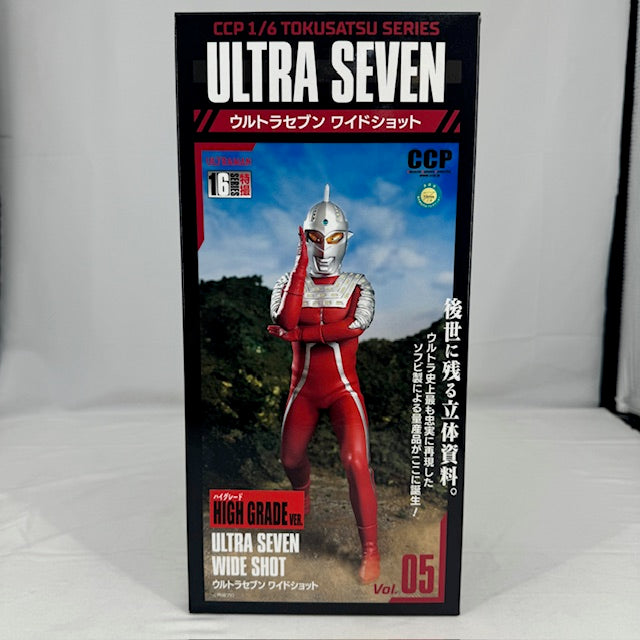 CCP 1/6 TOKUSATSU SERIES
ULTRA SEVEN
ウルトラセブン ワイドショット
ULTRAMAN
1/6
SERIES
特撮
CCP
後世に残る立体資料。
ウルトラ史上最も忠実に再現した
ソフビ製による量産品がここに誕生!
ハイグレード
HIGH GRADE VER.
ULTRA SEVEN
WIDE SHOT
ウルトラセブン ワイドショット
Vol. 05